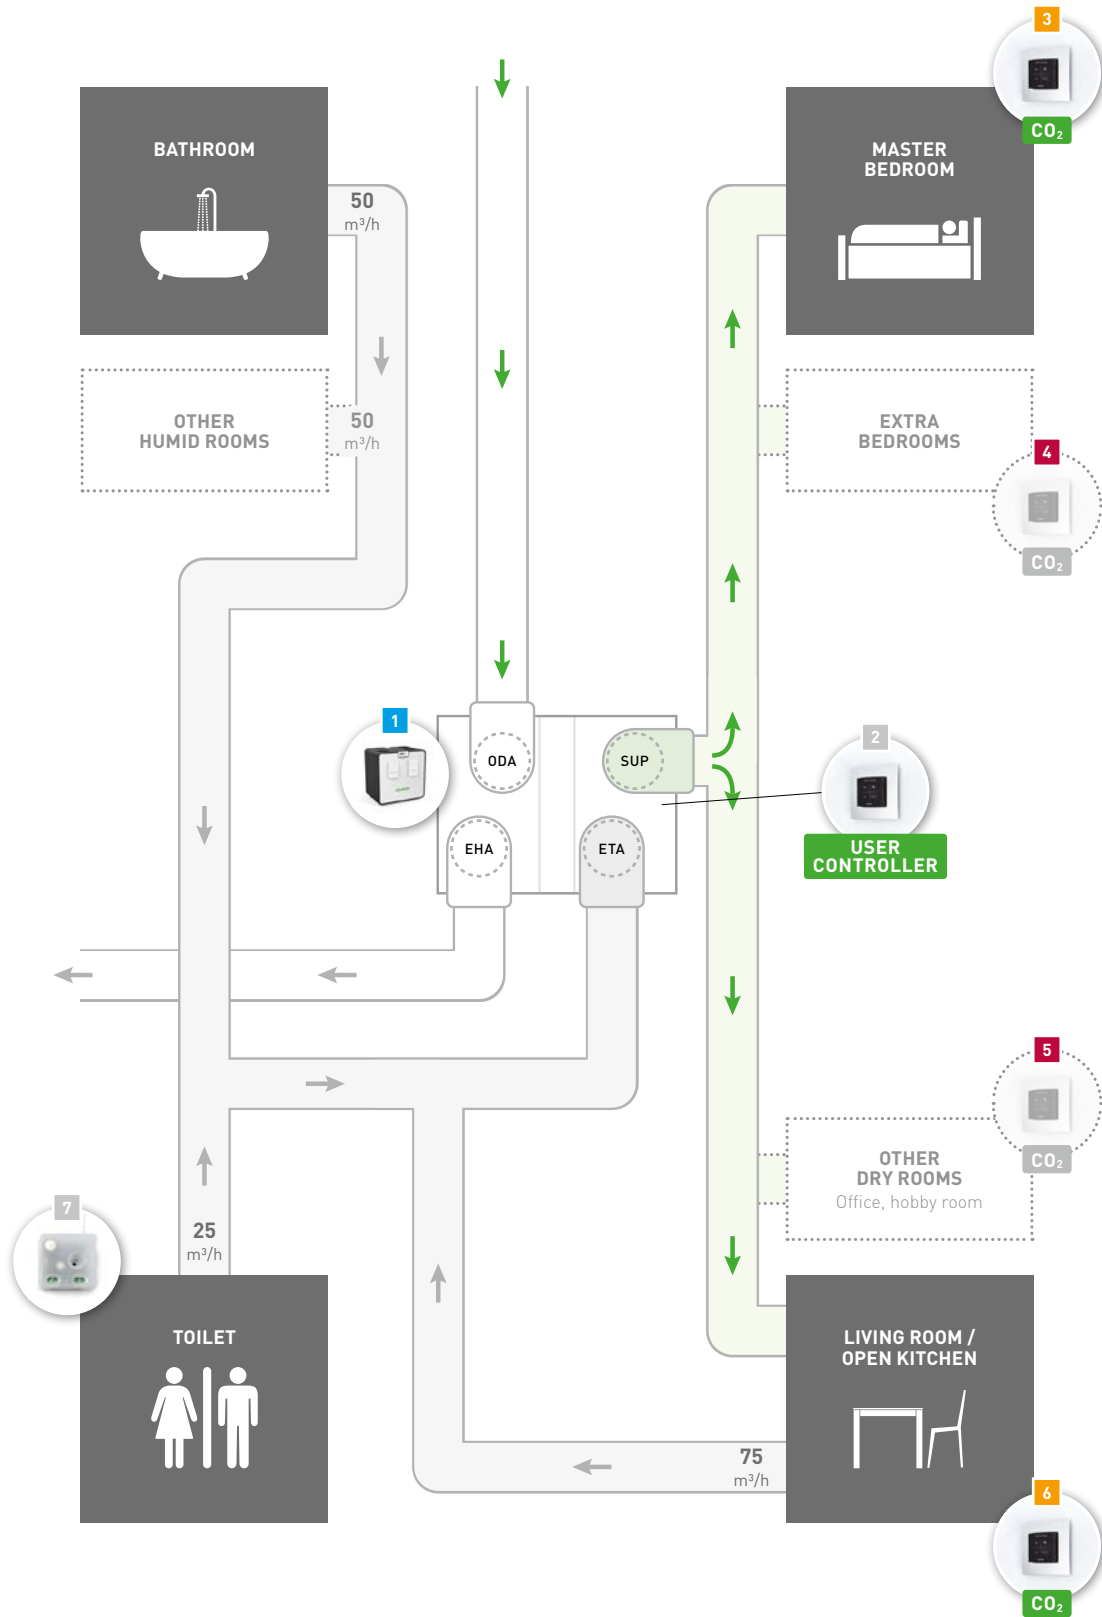 3
CO₂
BATHROOM
50
m³/h
MASTER
BEDROOM
OTHER
HUMID ROOMS
50
m³/h
EXTRA
BEDROOMS
4
CO₂
1
ODA
SUP
2
USER
CONTROLLER
EHA
ETA
5
CO₂
OTHER
DRY ROOMS
Office, hobby room
7
25
m³/h
TOILET
LIVING ROOM /
OPEN KITCHEN
75
m³/h
6
CO₂